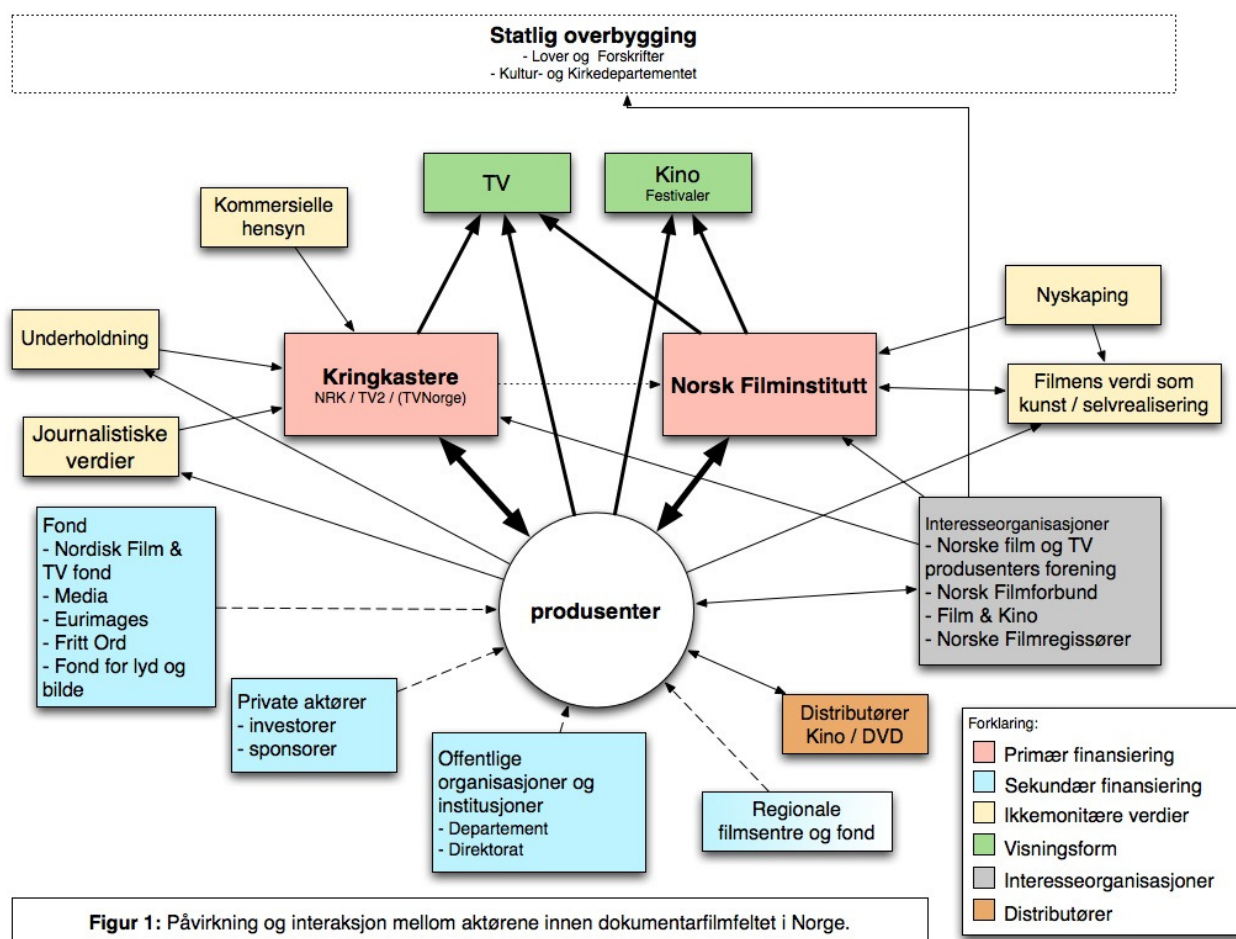 Statlig overbygging
- Lover og Forskrifter
- Kultur- og Kirkedepartementet
TV
Kino
Festivaler
Kommersielle
hensyn
Nyskaping
Underholdning
Kringkastere
NRK / TV2 / (TVNorge)
Norsk Filminstitutt
Filmens verdi som
kunst / selvrealisering
Journalistiske
verdier
Fond
- Nordisk Film &
TV fond
- Media
- Eurimages
- Fritt Ord
- Fond for lyd og
bilde
produsenter
Interesseorganisasjoner
- Norske film og TV
produsenters forening
- Norsk Filmforbund
- Film & Kino
- Norske Filmregissører
Private aktører
- investorer
- sponsorer
Offentlige
organisasjoner og
institusjoner
- Departement
- Direktorat
Distributører
Kino / DVD
Regionale
filmsentre og fond
Forklaring:
Primær finansiering
Sekundær finansiering
Ikkemonitære verdier
Visningsform
Interesseorganisasjoner
Distributører
Figur 1: Påvirkning og interaksjon mellom aktørene innen dokumentarfilmfeltet i Norge.